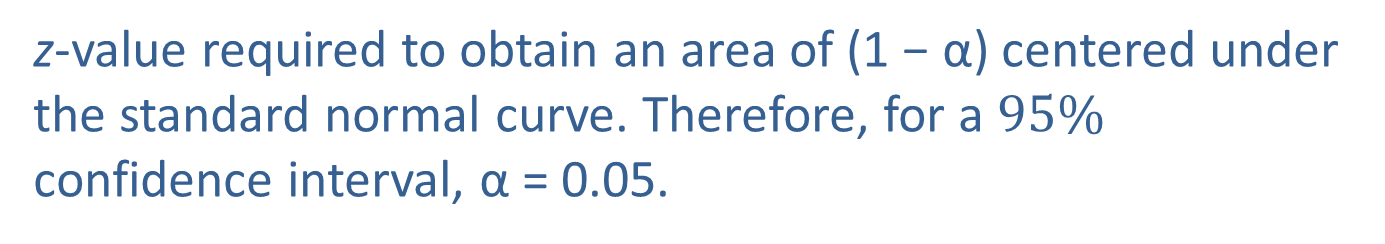 z-value required to obtain an area of (1 − α) centered under
the standard normal curve. Therefore, for a 95%
confidence interval, α = 0.05.